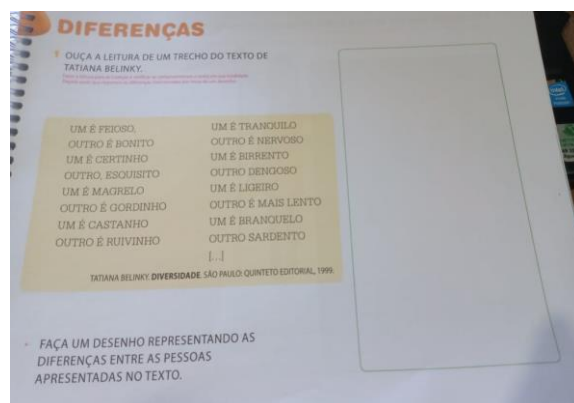 DIFERENÇAS
1 OUÇA A LEITURA DE UM TRECHO DO TEXTO DE
TATIANA BELINKY.
UM É FEIOSO,
OUTRO É BONITO
UM É CERTINHO
OUTRO, ESQUISITO
UM É MAGRELO
OUTRO É GORDINHO
UM É CASTANHO
OUTRO É RUIVINHO
UM É TRANQUILO
OUTRO É NERVOSO
UM É BIRRENTO
OUTRO DENGOSO
UM É LIGEIRO
OUTRO É MAIS LENTO
UM É BRANQUELO
OUTRO SARDENTO
[...]
TATIANA BELINKY. DIVERSIDADE. SÃO PAULO: QUINTETO EDITORIAL, 1999.
FAÇA UM DESENHO REPRESENTANDO AS
DIFERENÇAS ENTRE AS PESSOAS
APRESENTADAS NO TEXTO.